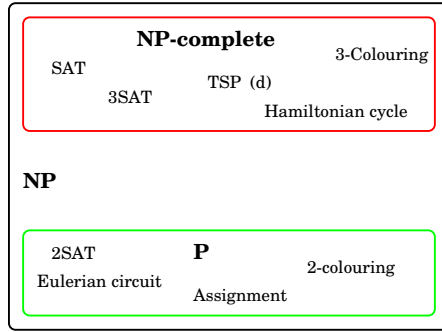 NP-complete
3-Colouring
SAT
TSP (d)
3SAT
Hamiltonian cycle
NP
2SAT
P
2-colouring
Eulerian circuit
Assignment